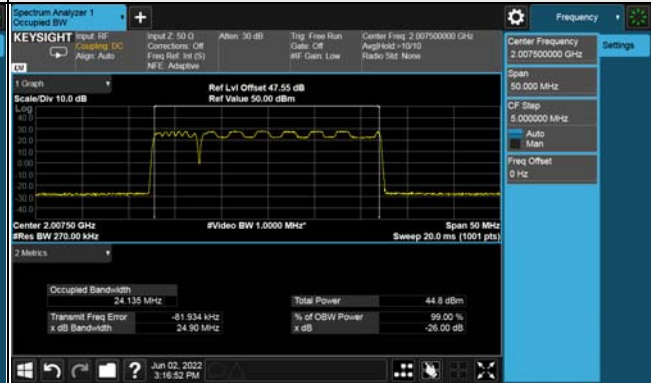 Spectrum Analyzer 1
Occupied BW
Frequency
KEYSIGHT Input: RF
Coupling: DC
Align: Auto
Input Z: 50 Ω
Corrections: Off
Freq Ref: Int (S)
NFE: Adaptive
Atten: 30 dB
Trig: Free Run
Gate: Off
#IF Gain: Low
Center Freq: 2.007500000 GHz
Avg|Hold:>10/10
Radio Std: None
Center Frequency
2.007500000 GHz
Settings
Span
50.000 MHz
CF Step
5.000000 MHz
Auto
Man
Freq Offset
0 Hz
LXI
1 Graph
Scale/Div 10.0 dB
Ref Lvl Offset 47.55 dB
Ref Value 50.00 dBm
Log
40.0
30.0
20.0
10.0
0.00
-10.0
-20.0
-30.0
-40.0
Center 2.00750 GHz
#Res BW 270.00 kHz
#Video BW 1.0000 MHz*
Span 50 MHz
Sweep 20.0 ms (1001 pts)
2 Metrics
Occupied Bandwidth
24.135 MHz
Total Power 44.8 dBm
Transmit Freq Error -81.934 kHz
% of OBW Power 99.00 %
x dB Bandwidth 24.90 MHz
x dB -26.00 dB
?
Jun 02, 2022
3:16:52 PM